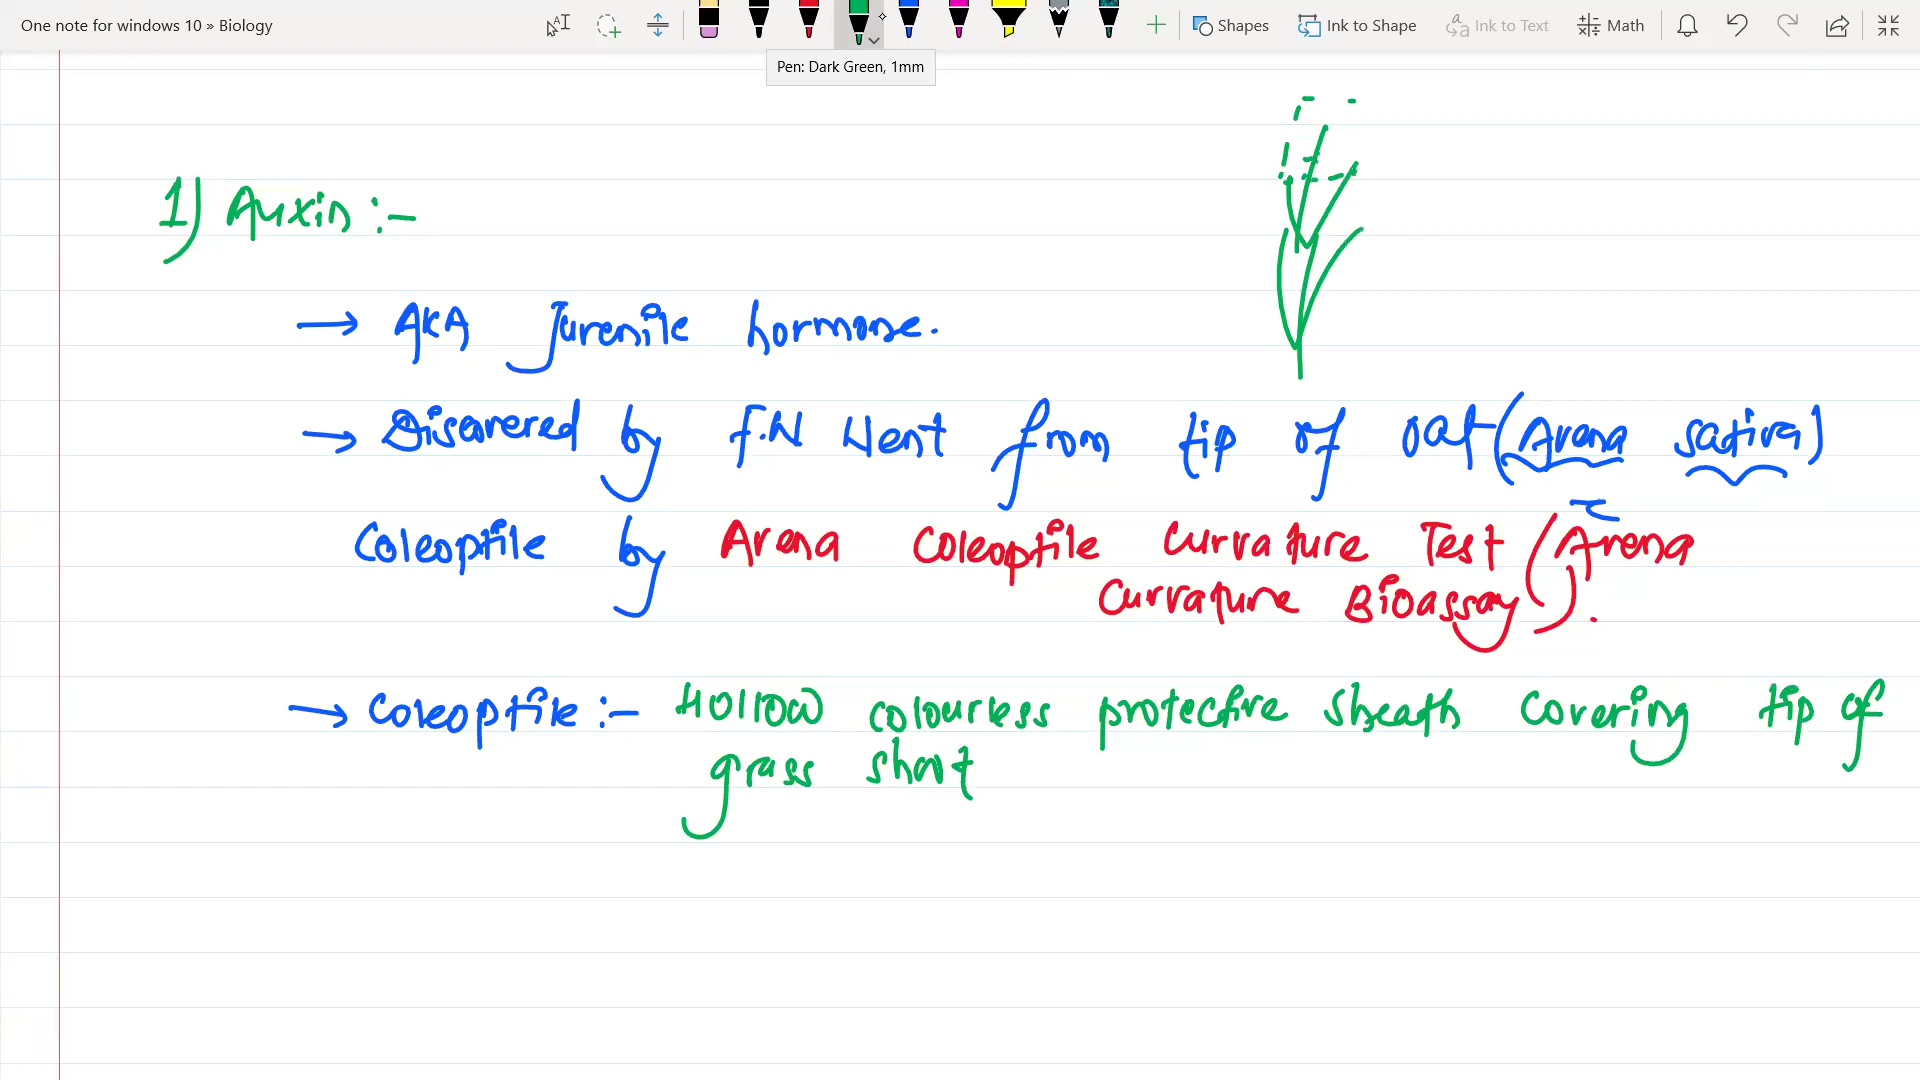 One note for windows 10 » Biology
Shapes Ink to Shape Ink to Text Math
Pen: Dark Green, 1mm
1) Auxin :-
→ AKA Juvenile hormone.
→ Discovered by F.W Went from tip of oat (Avena sativa)
Coleoptile by Avena Coleoptile Curvature Test (Avena
Curvature Bioassay).
→ Coleoptile :- Hollow colourless protective sheath covering tip of
grass shoot